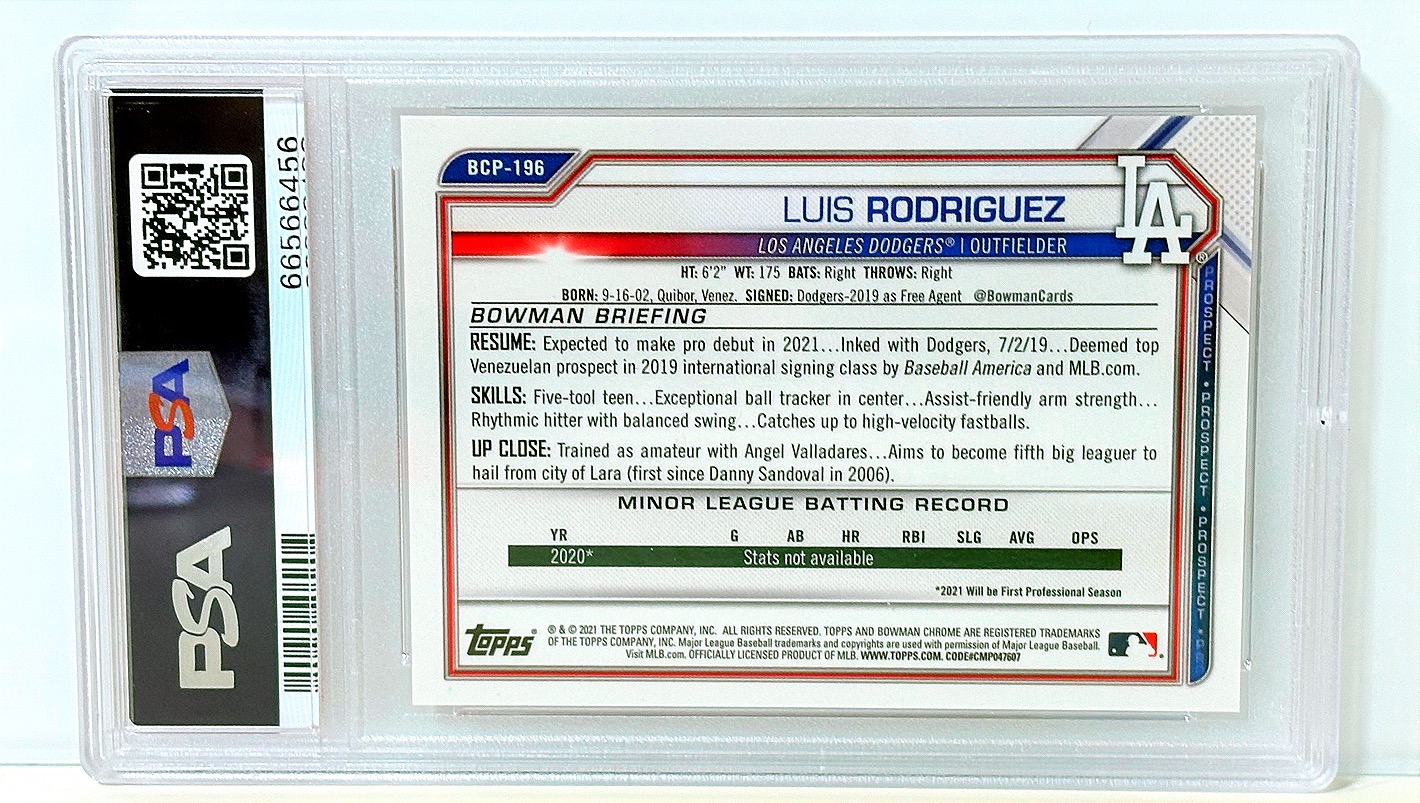 66566456
PSA
PSA
BCP-196
LUIS RODRIGUEZ
LOS ANGELES DODGERS® | OUTFIELDER
LA
®
HT: 6'2" WT: 175 BATS: Right THROWS: Right
BORN: 9-16-02, Quibor, Venez. SIGNED: Dodgers-2019 as Free Agent @BowmanCards
BOWMAN BRIEFING
RESUME: Expected to make pro debut in 2021...Inked with Dodgers, 7/2/19...Deemed top
Venezuelan prospect in 2019 international signing class by Baseball America and MLB.com.
SKILLS: Five-tool teen...Exceptional ball tracker in center...Assist-friendly arm strength...
Rhythmic hitter with balanced swing...Catches up to high-velocity fastballs.
UP CLOSE: Trained as amateur with Angel Valladares...Aims to become fifth big leaguer to
hail from city of Lara (first since Danny Sandoval in 2006).
MINOR LEAGUE BATTING RECORD
YR G AB HR RBI SLG AVG OPS
2020* Stats not available
*2021 Will be First Professional Season
TOPPS® ® & © 2021 THE TOPPS COMPANY, INC. ALL RIGHTS RESERVED. TOPPS AND BOWMAN CHROME ARE REGISTERED TRADEMARKS
OF THE TOPPS COMPANY, INC. Major League Baseball trademarks and copyrights are used with permission of Major League Baseball.
Visit MLB.com. OFFICIALLY LICENSED PRODUCT OF MLB. WWW.TOPPS.COM. CODE#CMP047607
PROSPECT • PROSPECT • PROSPECT • PR